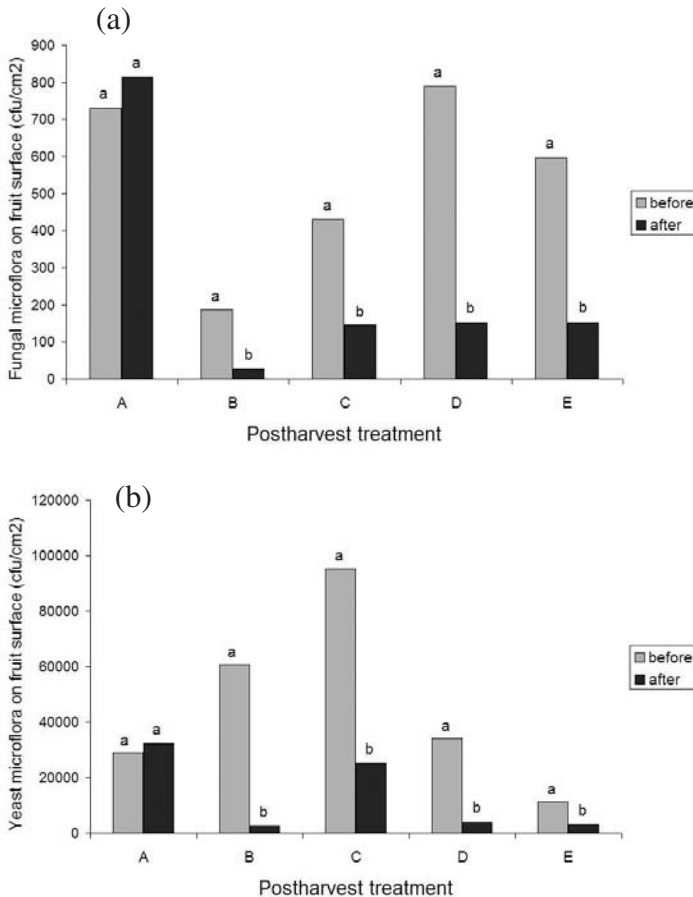 (a)
Fungal microflora on fruit surface (cfu/cm2)
900
800
700
600
500
400
300
200
100
0
a
a
a
b
a
b
a
b
a
b
A B C D E
Postharvest treatment
before
after
(b)
Yeast microflora on fruit surface (cfu/cm2)
120000
100000
80000
60000
40000
20000
0
a
a
a
b
a
b
a
b
a
b
A B C D E
Postharvest treatment
before
after